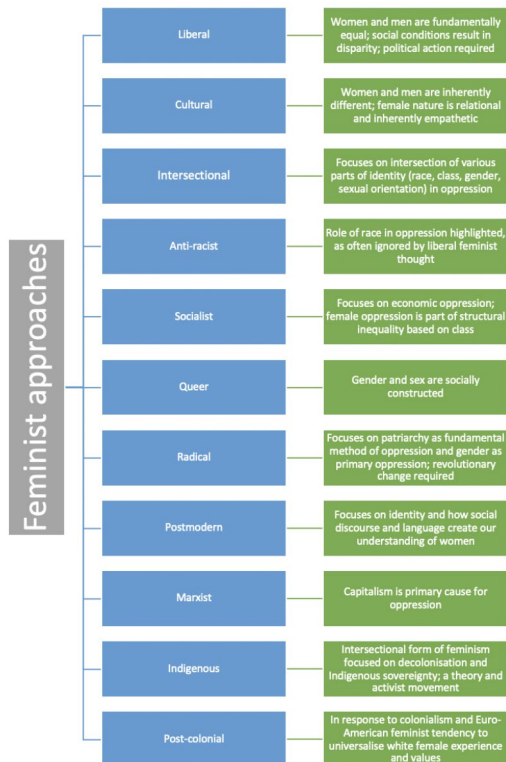 Feminist approaches
Liberal
Women and men are fundamentally
equal; social conditions result in
disparity; political action required
Cultural
Women and men are inherently
different; female nature is relational
and inherently empathetic
Intersectional
Focuses on intersection of various
parts of identity (race, class, gender,
sexual orientation) in oppression
Anti-racist
Role of race in oppression highlighted,
as often ignored by liberal feminist
thought
Socialist
Focuses on economic oppression;
female oppression is part of structural
inequality based on class
Queer
Gender and sex are socially
constructed
Radical
Focuses on patriarchy as fundamental
method of oppression and gender as
primary oppression; revolutionary
change required
Postmodern
Focuses on identity and how social
discourse and language create our
understanding of women
Marxist
Capitalism is primary cause for
oppression
Indigenous
Intersectional form of feminism
focused on decolonisation and
Indigenous sovereignty; a theory and
activist movement
Post-colonial
In response to colonialism and Euro-
American feminist tendency to
universalise white female experience
and values